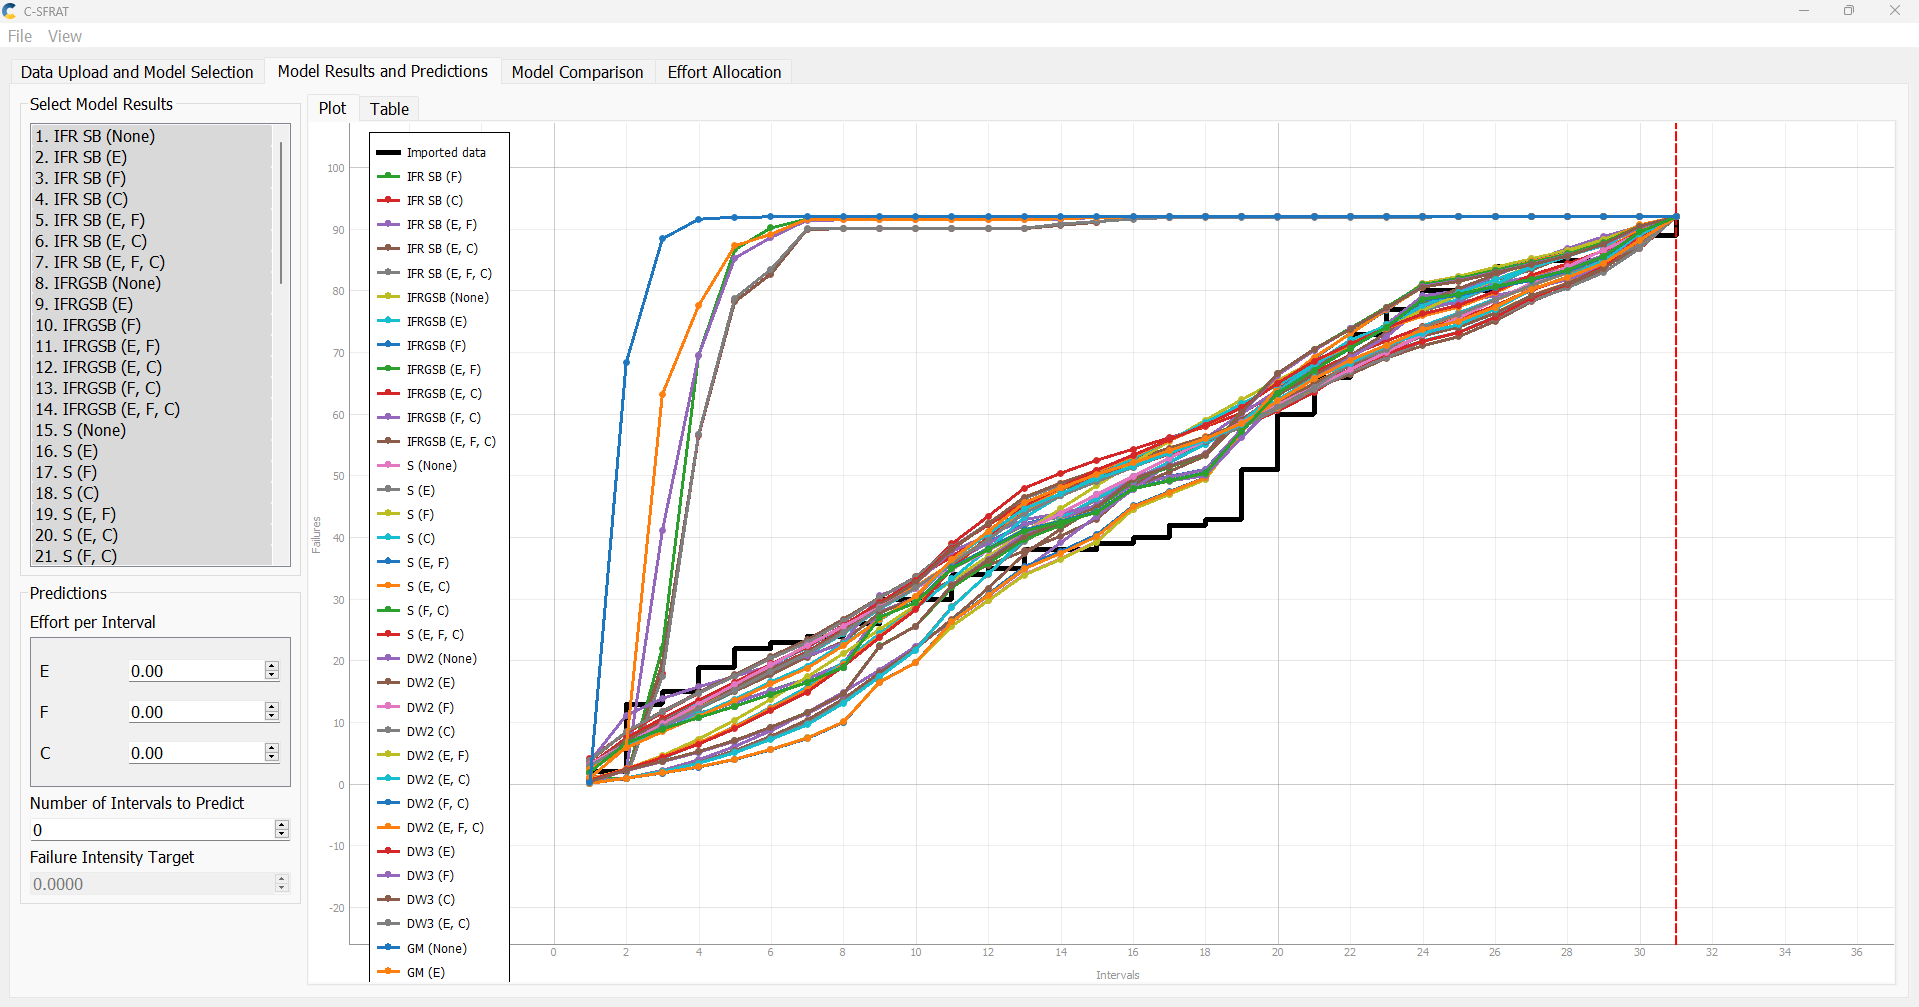 C-SFRAT
File View
Data Upload and Model Selection Model Results and Predictions Model Comparison Effort Allocation
Select Model Results
1. IFR SB (None)
2. IFR SB (E)
3. IFR SB (F)
4. IFR SB (C)
5. IFR SB (E, F)
6. IFR SB (E, C)
7. IFR SB (E, F, C)
8. IFRGSB (None)
9. IFRGSB (E)
10. IFRGSB (F)
11. IFRGSB (E, F)
12. IFRGSB (E, C)
13. IFRGSB (F, C)
14. IFRGSB (E, F, C)
15. S (None)
16. S (E)
17. S (F)
18. S (C)
19. S (E, F)
20. S (E, C)
21. S (F, C)
Predictions
Effort per Interval
E 0.00
F 0.00
C 0.00
Number of Intervals to Predict
0
Failure Intensity Target
0.0000
Plot Table
Imported data
IFR SB (F)
IFR SB (C)
IFR SB (E, F)
IFR SB (E, C)
IFR SB (E, F, C)
IFRGSB (None)
IFRGSB (E)
IFRGSB (F)
IFRGSB (E, F)
IFRGSB (E, C)
IFRGSB (F, C)
IFRGSB (E, F, C)
S (None)
S (E)
S (F)
S (C)
S (E, F)
S (E, C)
S (F, C)
S (E, F, C)
DW2 (None)
DW2 (E)
DW2 (F)
DW2 (C)
DW2 (E, F)
DW2 (E, C)
DW2 (F, C)
DW2 (E, F, C)
DW3 (E)
DW3 (F)
DW3 (C)
DW3 (E, C)
GM (None)
GM (E)
Failures
100
90
80
70
60
50
40
30
20
10
0
-10
-20
0 2 4 6 8 10 12 14 16 18 20 22 24 26 28 30 32 34 36
Intervals